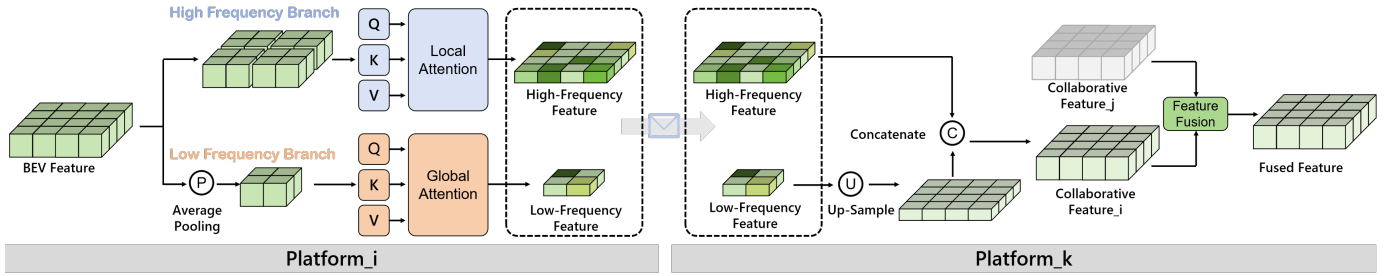 High Frequency Branch
Q
K
V
Local
Attention
High-Frequency
Feature
BEV Feature
Low Frequency Branch
P
Average
Pooling
Q
K
V
Global
Attention
Low-Frequency
Feature
Platform_i
High-Frequency
Feature
Low-Frequency
Feature
U
Up-Sample
Concatenate
C
Collaborative
Feature_j
Collaborative
Feature_i
Feature
Fusion
Fused Feature
Platform_k